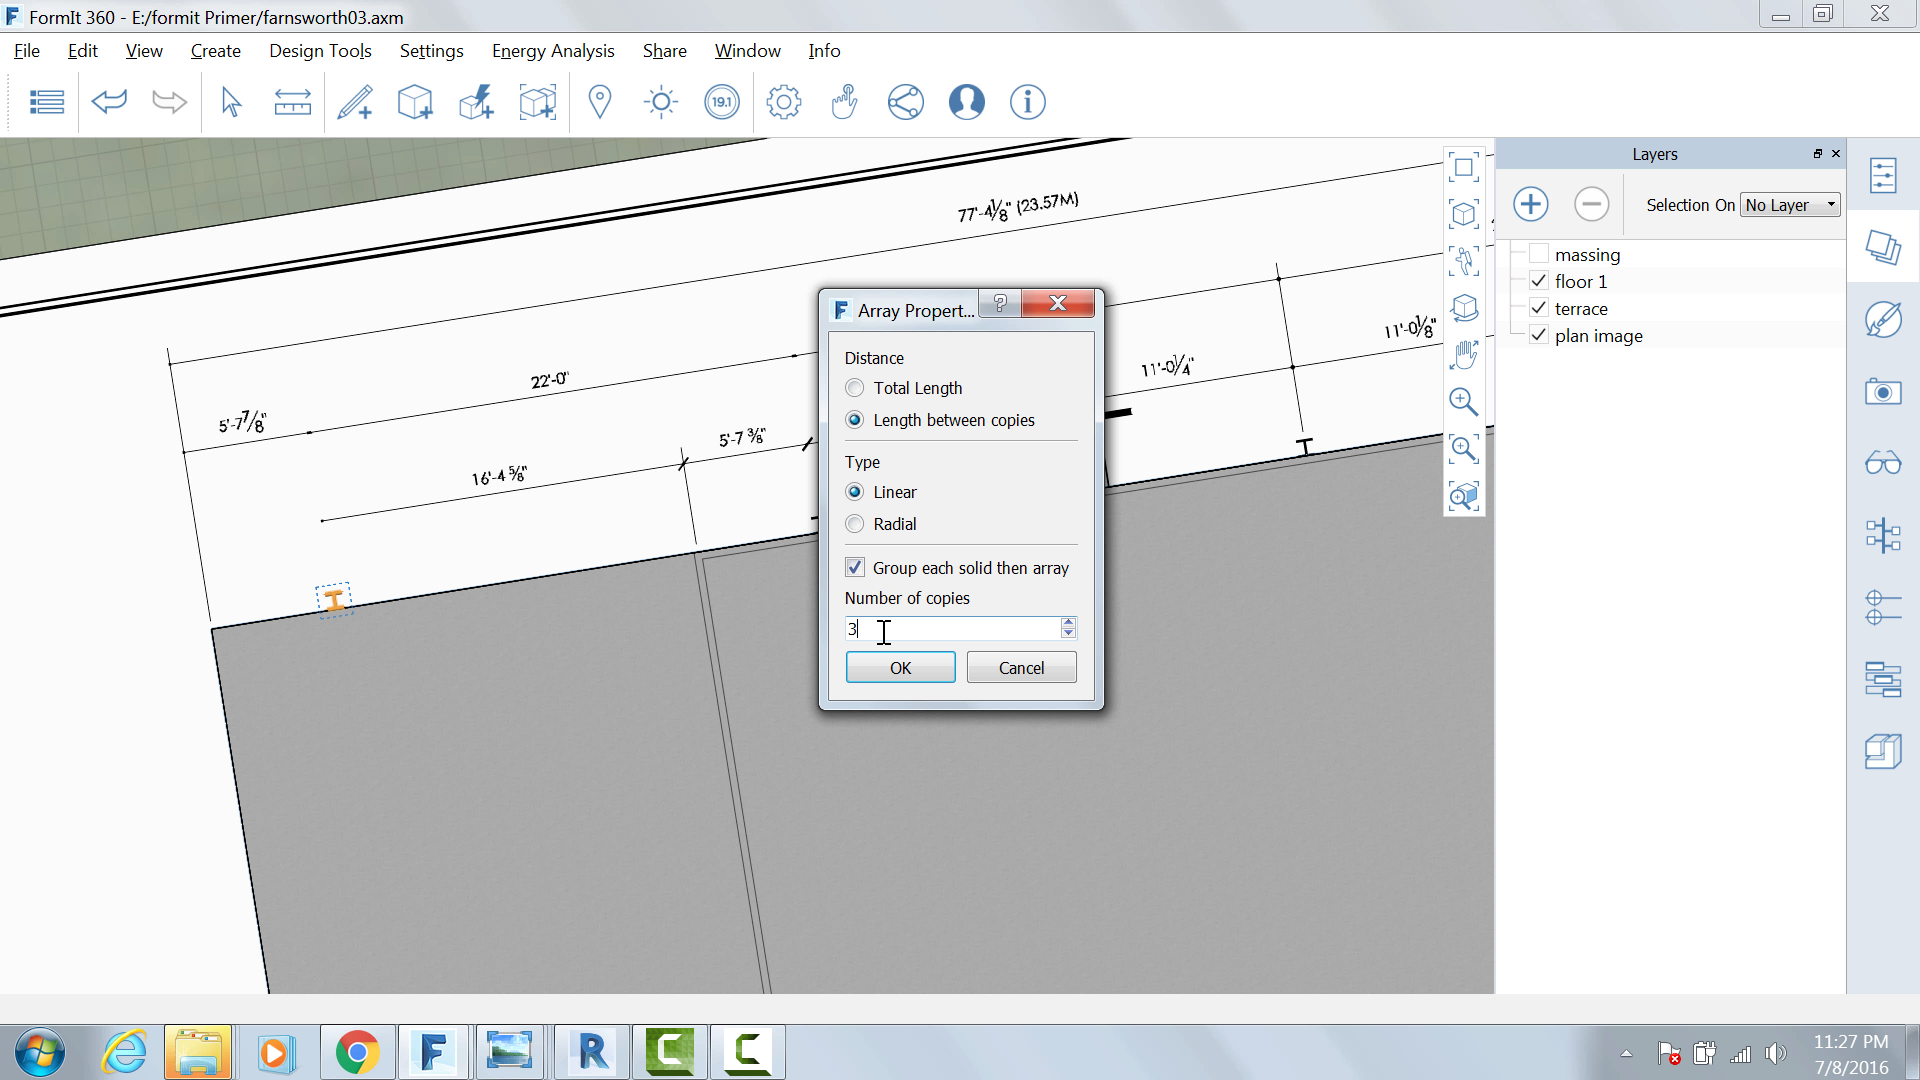 FormIt 360 - E:/formit Primer/farnsworth03.axm
File Edit View Create Design Tools Settings Energy Analysis Share Window Info
19.1
Layers
Selection On No Layer
massing
floor 1
terrace
plan image
77'-4⅛" (23.57M)
22'-0"
5'-7⅞"
16'-4 ⅝"
5'-7 ⅜"
11'-0¼"
11'-0⅛"
Array Propert...
Distance
Total Length
Length between copies
Type
Linear
Radial
Group each solid then array
Number of copies
3
OK Cancel
11:27 PM
7/8/2016